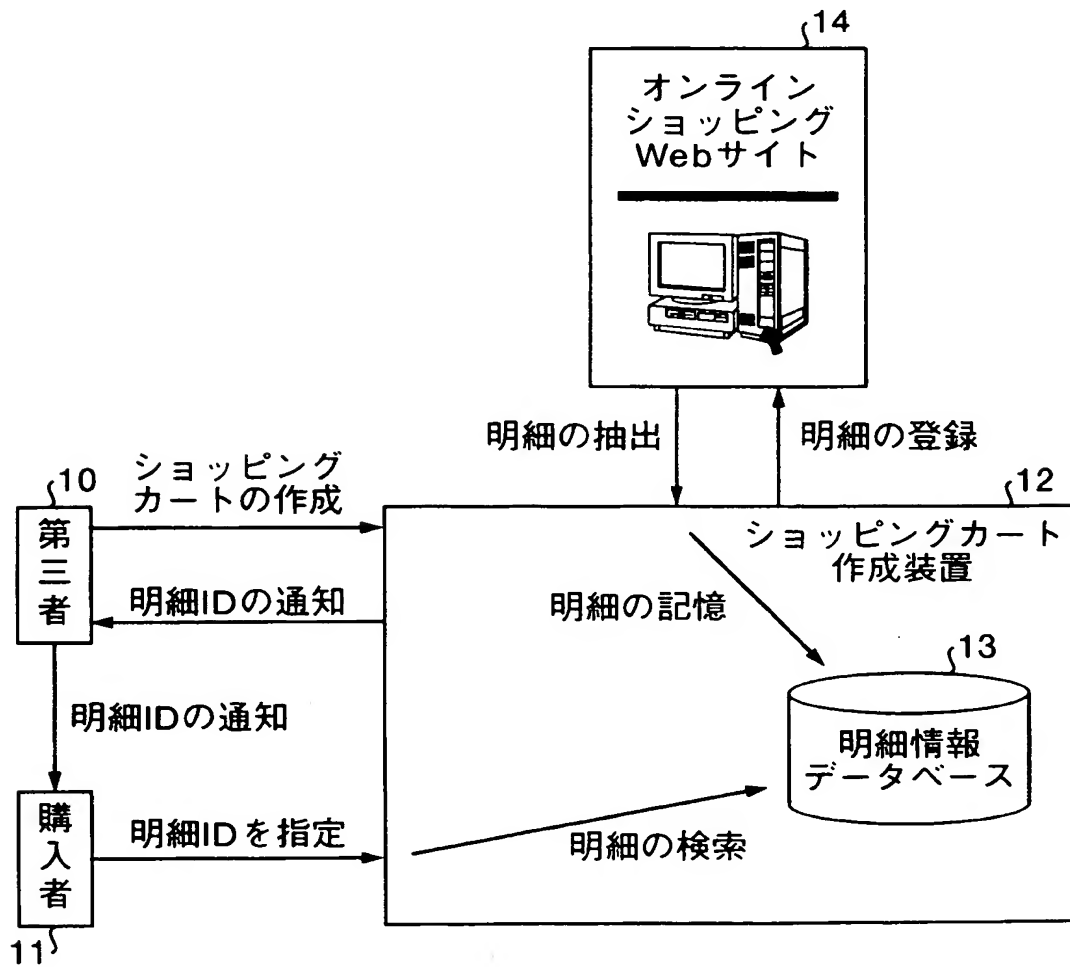 14
オンライン
ショッピング
Webサイト
明細の抽出
明細の登録
10
ショッピング
カートの作成
12
第
三
者
ショッピングカート
作成装置
明細IDの通知
明細の記憶
13
明細IDの通知
明細情報
データベース
購
入
者
明細IDを指定
明細の検索
11